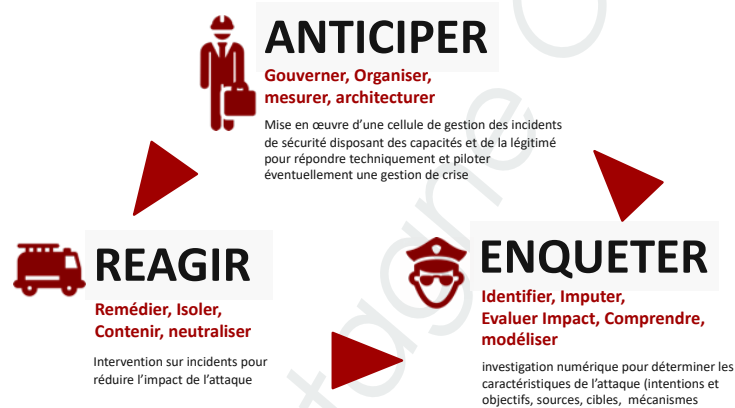 ANTICIPER
Gouverner, Organiser,
mesurer, architecturer
Mise en œuvre d’une cellule de gestion des incidents
de sécurité disposant des capacités et de la légitimé
pour répondre techniquement et piloter
éventuellement une gestion de crise
REAGIR
Remédier, Isoler,
Contenir, neutraliser
Intervention sur incidents pour
réduire l’impact de l’attaque
ENQUETER
Identifier, Imputer,
Evaluer Impact, Comprendre,
modéliser
investigation numérique pour déterminer les
caractéristiques de l’attaque (intentions et
objectifs, sources, cibles, mécanismes